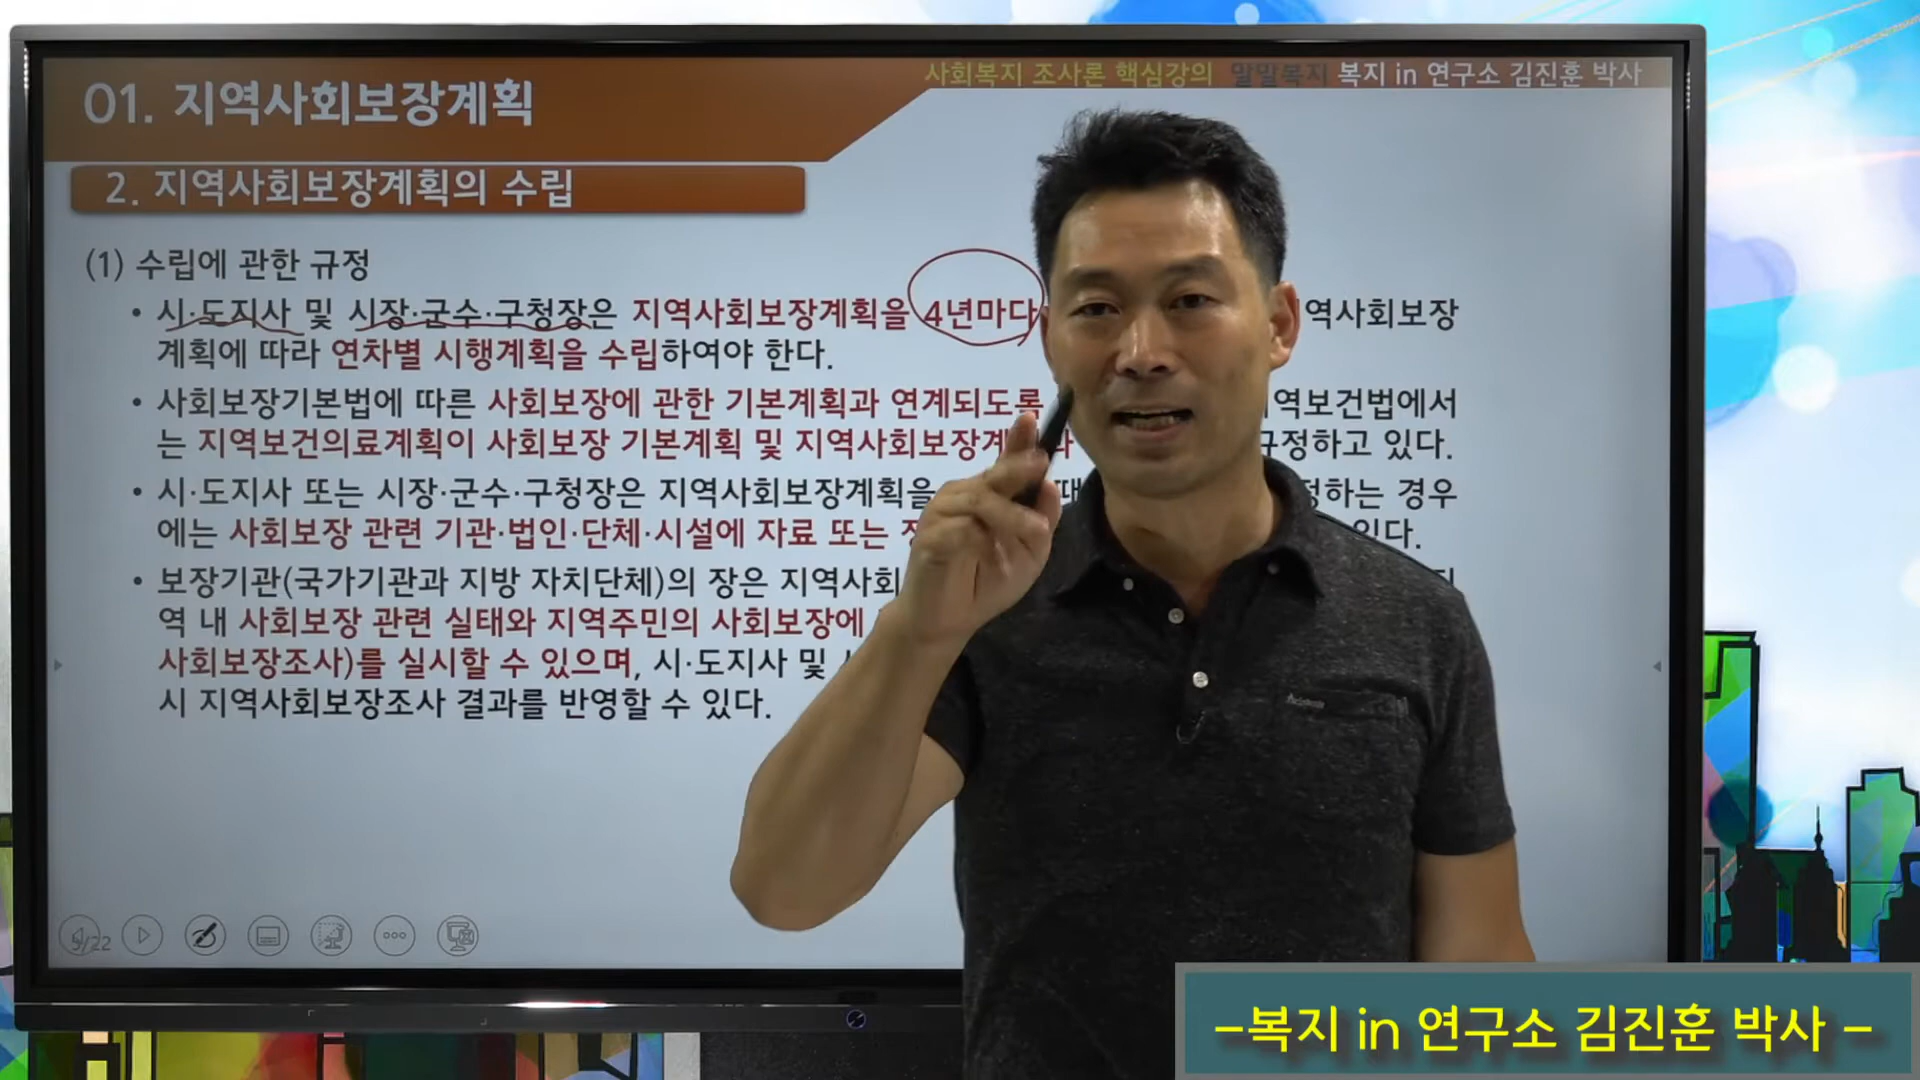 사회복지 조사론 핵심강의 말말복지 복지 in 연구소 김진훈 박사
01. 지역사회보장계획
2. 지역사회보장계획의 수립
(1) 수립에 관한 규정
• 시·도지사 및 시장·군수·구청장은 지역사회보장계획을 4년마다 역사회보장
계획에 따라 연차별 시행계획을 수립하여야 한다.
• 사회보장기본법에 따른 사회보장에 관한 기본계획과 연계되도록 역보건법에서
는 지역보건의료계획이 사회보장 기본계획 및 지역사회보장계 규정하고 있다.
• 시·도지사 또는 시장·군수·구청장은 지역사회보장계획을 때 정하는 경우
에는 사회보장 관련 기관·법인·단체·시설에 자료 또는 있다.
• 보장기관(국가기관과 지방 자치단체)의 장은 지역사회
역 내 사회보장 관련 실태와 지역주민의 사회보장에
사회보장조사)를 실시할 수 있으며, 시·도지사 및
시 지역사회보장조사 결과를 반영할 수 있다.
5/22
–복지 in 연구소 김진훈 박사 –